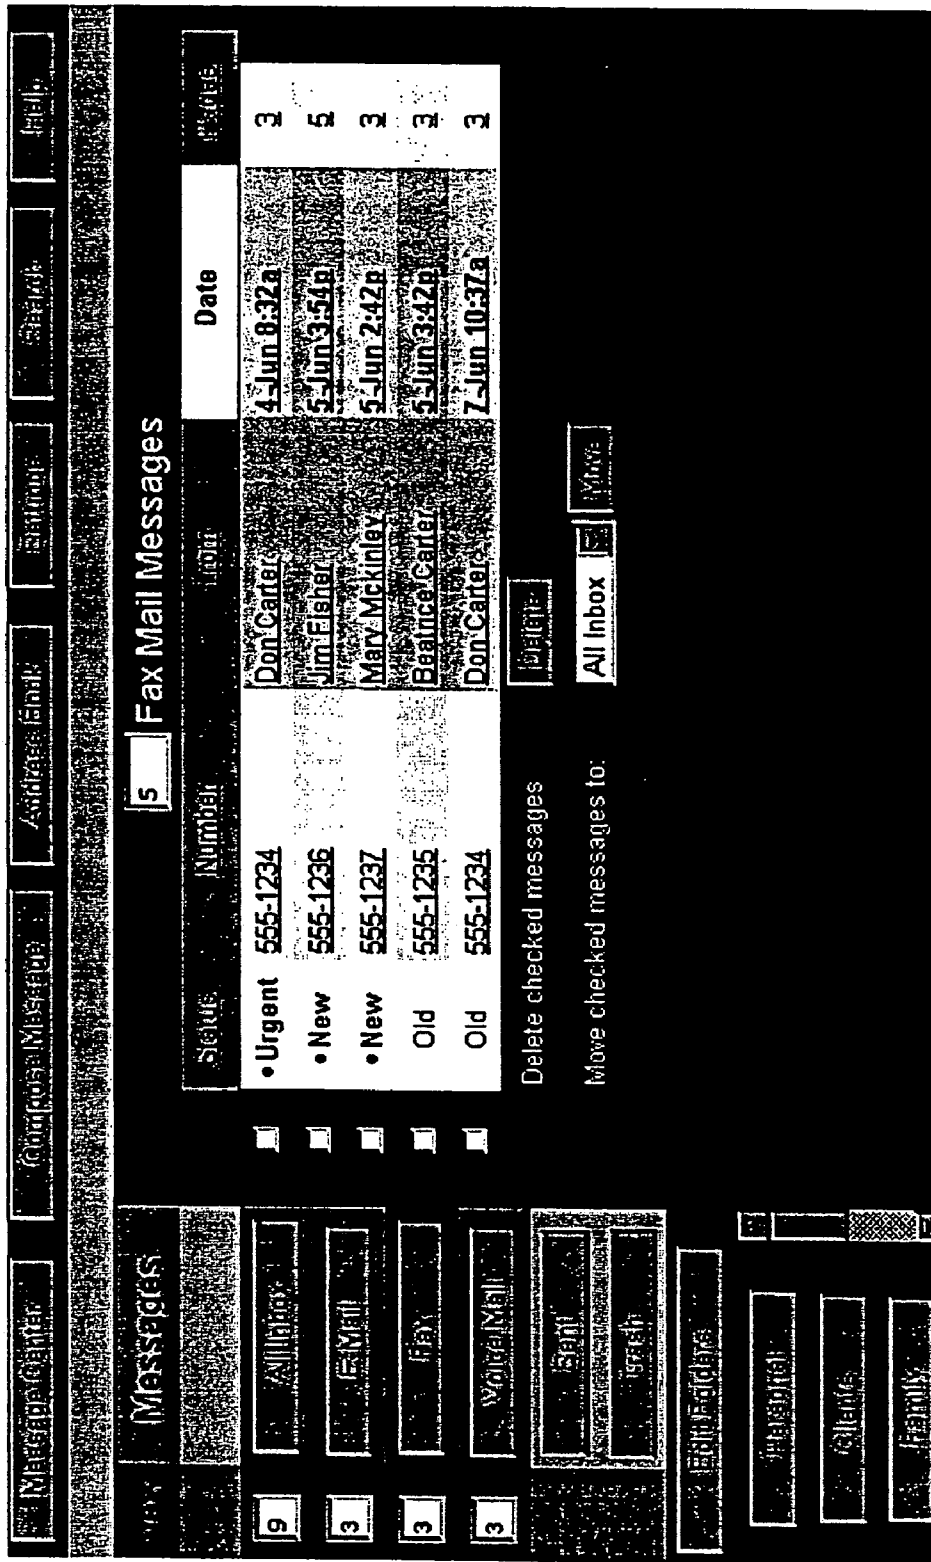 Message Center Compose Message Address Book Settings Search Help
Messages
5 Fax Mail Messages
Status Number From Date Pages
• Urgent 555-1234 Don Carter 4-Jun 8:32a 3
• New 555-1236 Jim Fisher 5-Jun 3:54p 5
• New 555-1237 Mary Mckinley 5-Jun 2:42p 3
Old 555-1235 Beatrice Carter 5-Jun 3:42p 3
Old 555-1234 Don Carter 7-Jun 10:37a 3
Delete checked messages Delete
Move checked messages to: All Inbox Move
9 All Inbox
3 E-Mail
3 Fax
3 Voice Mail
Sent
Trash
Edit Folders
Personal
Clients
Family